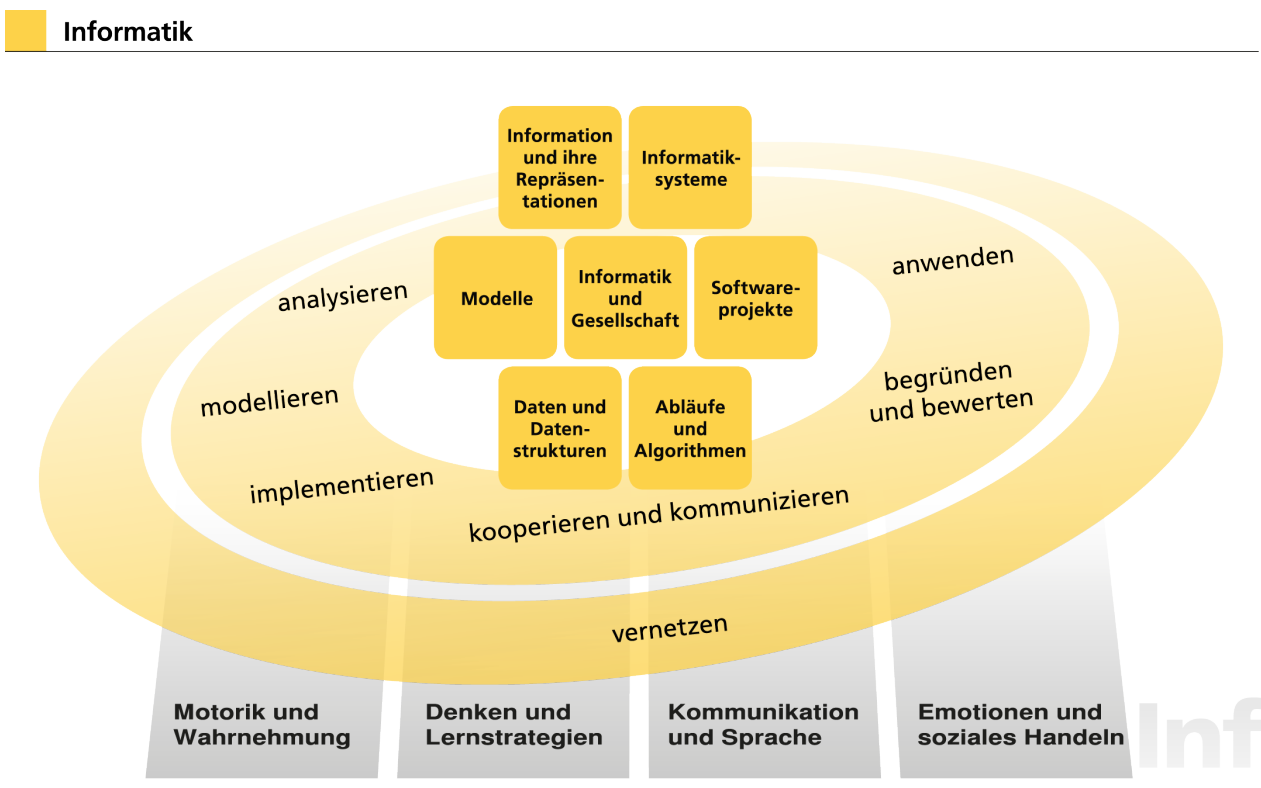 Informatik
Information
und ihre
Repräsen-
tationen
Informatik-
systeme
Modelle
Informatik
und
Gesellschaft
Software-
projekte
Daten und
Daten-
strukturen
Abläufe
und
Algorithmen
analysieren
modellieren
implementieren
kooperieren und kommunizieren
anwenden
begründen
und bewerten
vernetzen
Motorik und
Wahrnehmung
Denken und
Lernstrategien
Kommunikation
und Sprache
Emotionen und
soziales Handeln
Inf